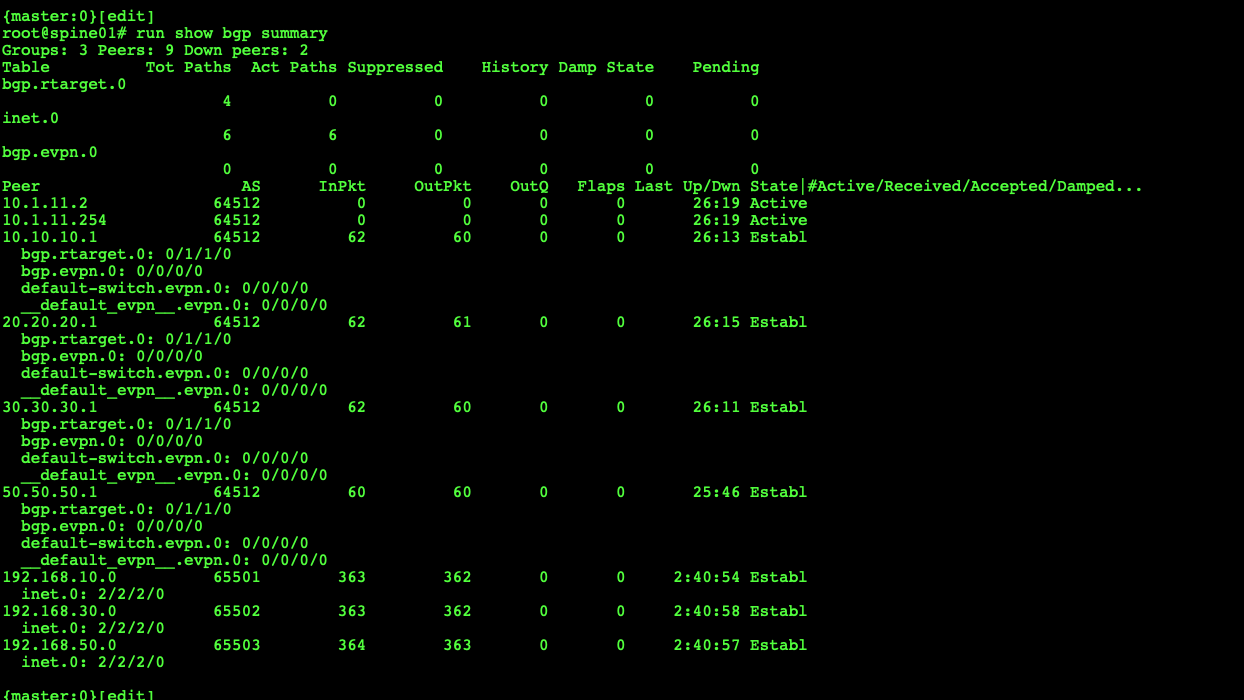 {master:0}[edit]
root@spine01# run show bgp summary
Groups: 3 Peers: 9 Down peers: 2
Table          Tot Paths  Act Paths Suppressed    History Damp State    Pending
bgp.rtarget.0
                       4          0          0          0          0          0
inet.0
                       6          6          0          0          0          0
bgp.evpn.0
                       0          0          0          0          0          0
Peer                     AS      InPkt     OutPkt    OutQ   Flaps Last Up/Dwn State|#Active/Received/Accepted/Damped...
10.1.11.2             64512          0          0       0       0       26:19 Active
10.1.11.254           64512          0          0       0       0       26:19 Active
10.10.10.1            64512         62         60       0       0       26:13 Establ
  bgp.rtarget.0: 0/1/1/0
  bgp.evpn.0: 0/0/0/0
  default-switch.evpn.0: 0/0/0/0
  __default_evpn__.evpn.0: 0/0/0/0
20.20.20.1            64512         62         61       0       0       26:15 Establ
  bgp.rtarget.0: 0/1/1/0
  bgp.evpn.0: 0/0/0/0
  default-switch.evpn.0: 0/0/0/0
  __default_evpn__.evpn.0: 0/0/0/0
30.30.30.1            64512         62         60       0       0       26:11 Establ
  bgp.rtarget.0: 0/1/1/0
  bgp.evpn.0: 0/0/0/0
  default-switch.evpn.0: 0/0/0/0
  __default_evpn__.evpn.0: 0/0/0/0
50.50.50.1            64512         60         60       0       0       25:46 Establ
  bgp.rtarget.0: 0/1/1/0
  bgp.evpn.0: 0/0/0/0
  default-switch.evpn.0: 0/0/0/0
  __default_evpn__.evpn.0: 0/0/0/0
192.168.10.0          65501        363        362       0       0     2:40:54 Establ
  inet.0: 2/2/2/0
192.168.30.0          65502        363        362       0       0     2:40:58 Establ
  inet.0: 2/2/2/0
192.168.50.0          65503        364        363       0       0     2:40:57 Establ
  inet.0: 2/2/2/0
{master:0}[edit]